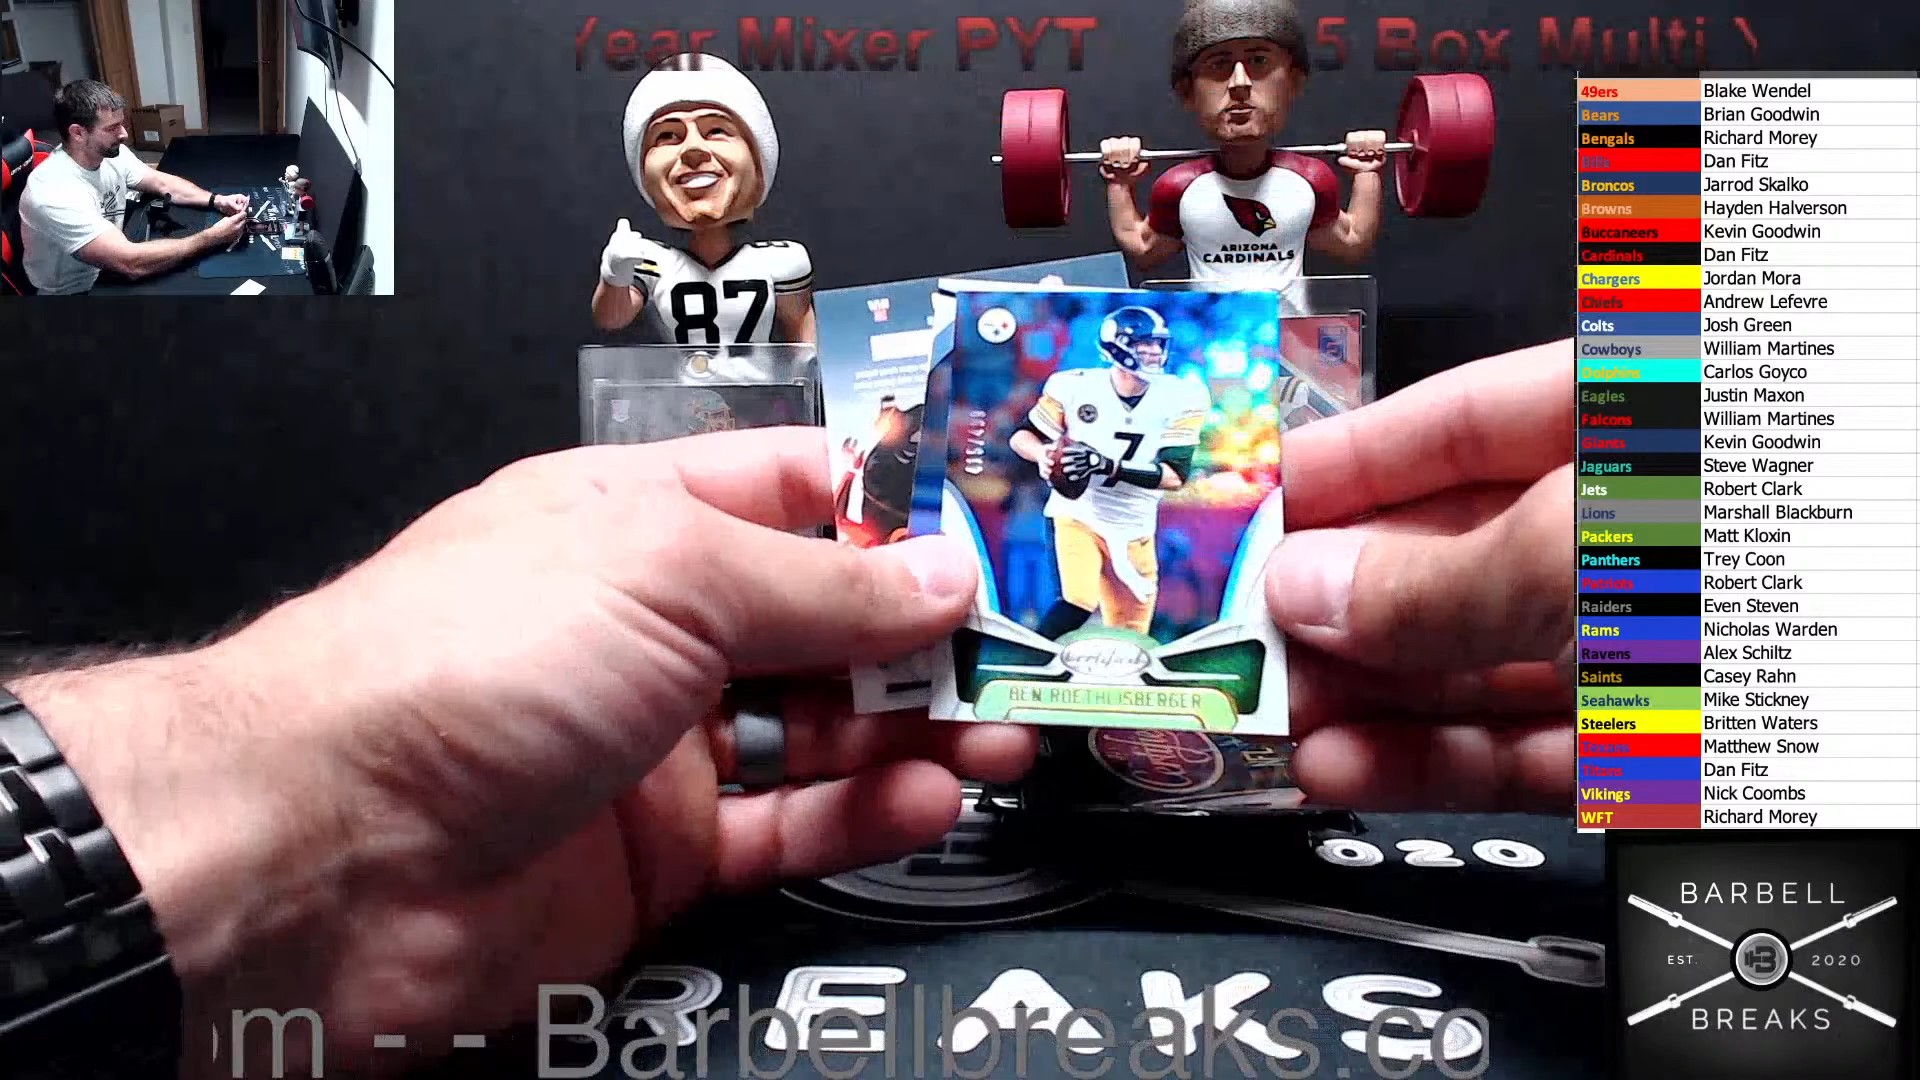 Year Mixer PYT 5 Box Multi Y
49ers Blake Wendel
Bears Brian Goodwin
Bengals Richard Morey
Bills Dan Fitz
Broncos Jarrod Skalko
Browns Hayden Halverson
Buccaneers Kevin Goodwin
Cardinals Dan Fitz
Chargers Jordan Mora
Chiefs Andrew Lefevre
Colts Josh Green
Cowboys William Martines
Dolphins Carlos Goyco
Eagles Justin Maxon
Falcons William Martines
Giants Kevin Goodwin
Jaguars Steve Wagner
Jets Robert Clark
Lions Marshall Blackburn
Packers Matt Kloxin
Panthers Trey Coon
Patriots Robert Clark
Raiders Even Steven
Rams Nicholas Warden
Ravens Alex Schiltz
Saints Casey Rahn
Seahawks Mike Stickney
Steelers Britten Waters
Texans Matthew Snow
Titans Dan Fitz
Vikings Nick Coombs
WFT Richard Morey
ARIZONA
CARDINALS
87
7
Certified
BEN ROETHLISBERGER
Certified
020
BREAKS
m - - Barbellbreaks.co
BARBELL
EST. B 2020
BREAKS